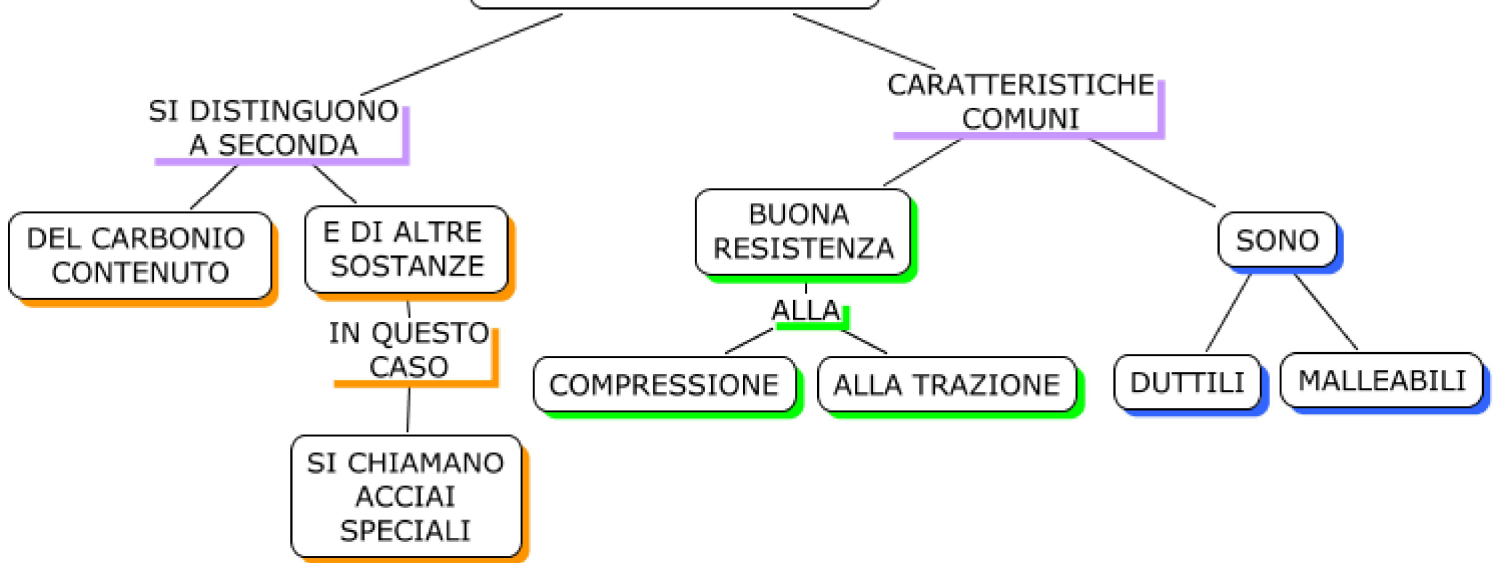 SI DISTINGUONO
A SECONDA
DEL CARBONIO
CONTENUTO
E DI ALTRE
SOSTANZE
IN QUESTO
CASO
SI CHIAMANO
ACCIAI
SPECIALI
CARATTERISTICHE
COMUNI
BUONA
RESISTENZA
ALLA
COMPRESSIONE
ALLA TRAZIONE
SONO
DUTTILI
MALLEABILI